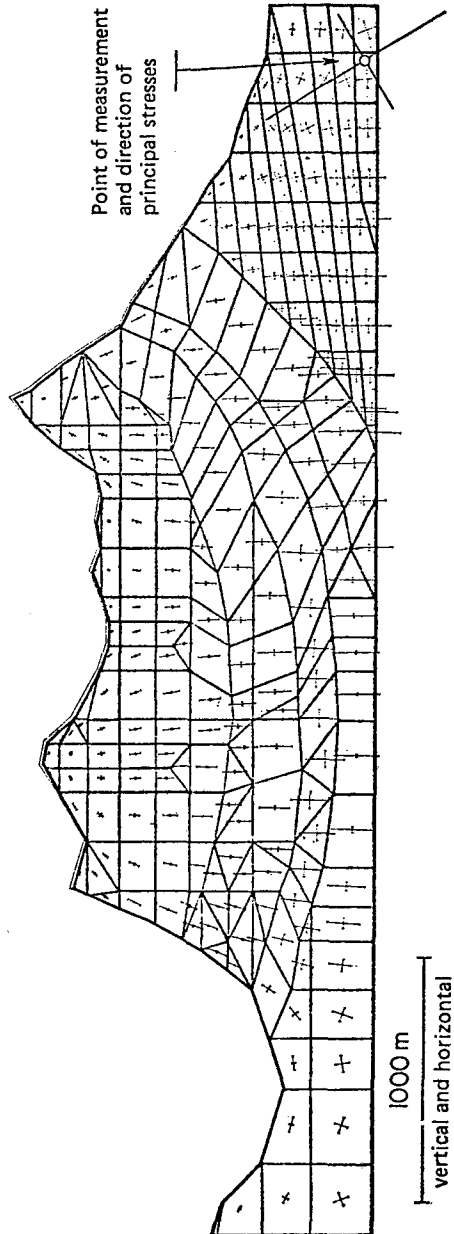 Point of measurement
and direction of
principal stresses
1000 m
vertical and horizontal